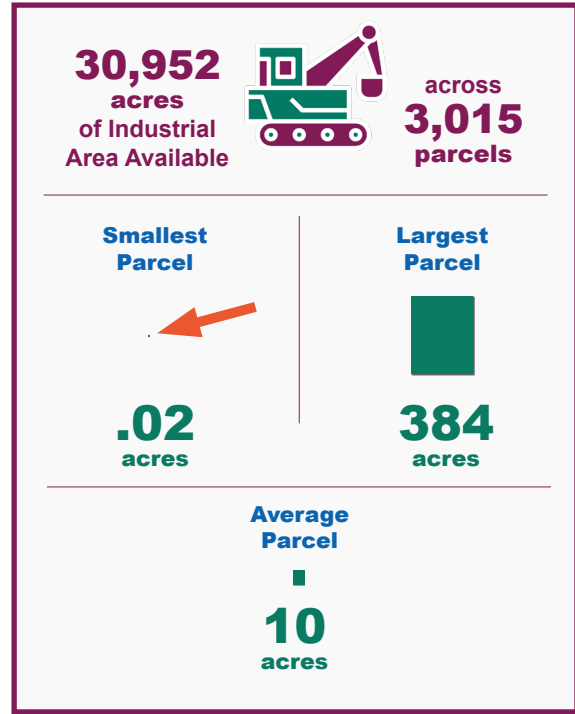 30,952
acres
of Industrial
Area Available
across
3,015
parcels
Smallest
Parcel
.02
acres
Largest
Parcel
384
acres
Average
Parcel
10
acres